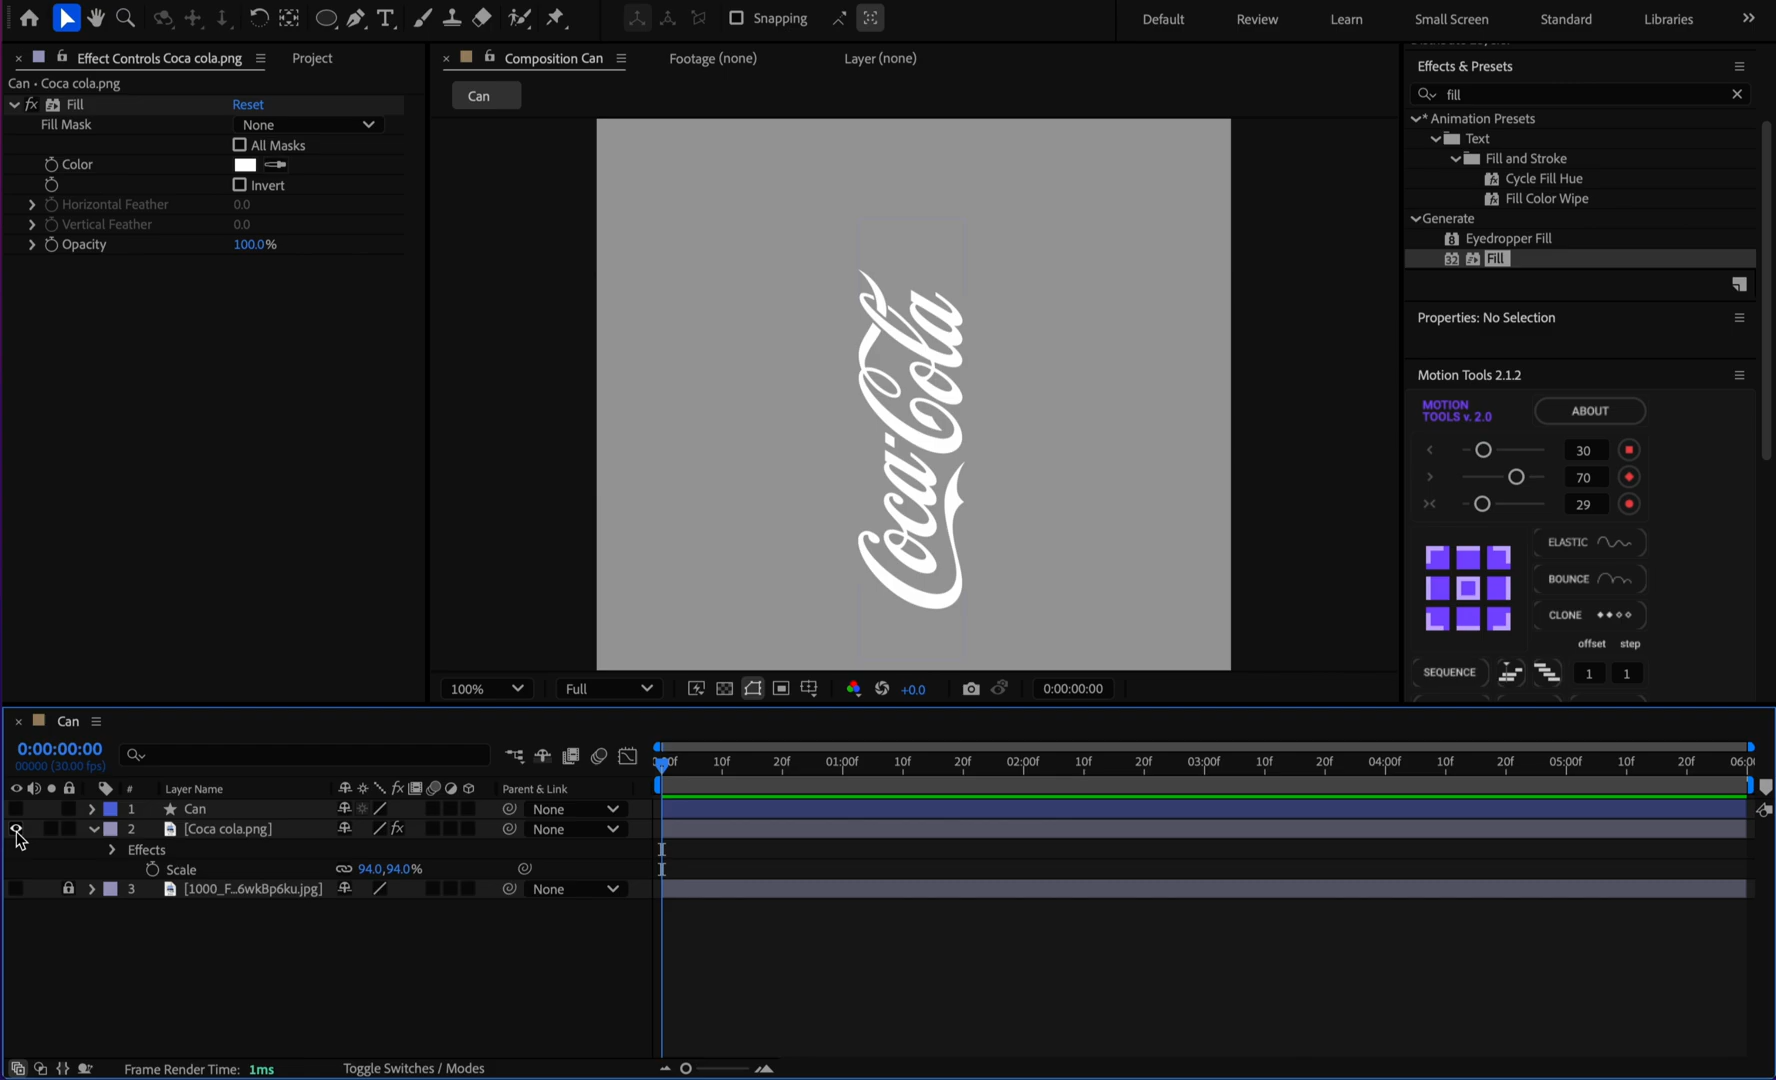 Snapping
Default
Review
Learn
Small Screen
Standard
Libraries
Effect Controls Coca cola.png
Project
Can • Coca cola.png
fx Fill Reset
Fill Mask None
All Masks
Color
Invert
Horizontal Feather 0.0
Vertical Feather 0.0
Opacity 100.0%
Composition Can
Footage (none)
Layer (none)
Can
Coca-Cola
100%
Full
+0.0
0:00:00:00
Effects & Presets
fill
* Animation Presets
Text
Fill and Stroke
Cycle Fill Hue
Fill Color Wipe
Generate
8 Eyedropper Fill
32 Fill
Properties: No Selection
Motion Tools 2.1.2
MOTION
TOOLS v. 2.0
ABOUT
30
70
29
ELASTIC
BOUNCE
CLONE
offset step
SEQUENCE 1 1
Can
0:00:00:00
00000 (30.00 fps)
# Layer Name fx Parent & Link
1 Can None
2 [Coca cola.png] fx None
Effects
Scale 94.0,94.0%
3 [1000_F...6wkBp6ku.jpg] None
10f 20f 01:00f 10f 20f 02:00f 10f 20f 03:00f 10f 20f 04:00f 10f 20f 05:00f 10f 20f
Frame Render Time: 1ms
Toggle Switches / Modes